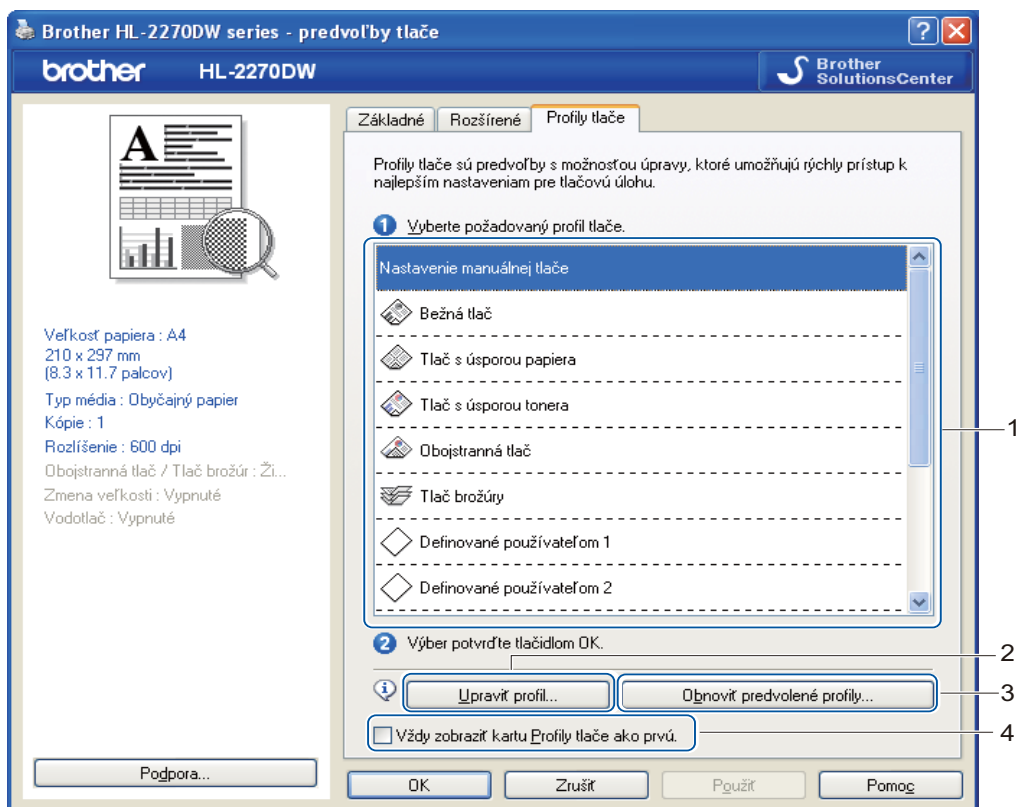 Brother HL-2270DW series - predvoľby tlače
brother HL-2270DW
Brother
SolutionsCenter
A
Veľkosť papiera : A4
210 x 297 mm
(8.3 x 11.7 palcov)
Typ média : Obyčajný papier
Kópie : 1
Rozlíšenie : 600 dpi
Obojstranná tlač / Tlač brožúr : Ži...
Zmena veľkosti : Vypnuté
Vodotlač : Vypnuté
Podpora...
Základné Rozšírené Profily tlače
Profily tlače sú predvoľby s možnosťou úpravy, ktoré umožňujú rýchly prístup k
najlepším nastaveniam pre tlačovú úlohu.
1 Vyberte požadovaný profil tlače.
Nastavenie manuálnej tlače
Bežná tlač
Tlač s úsporou papiera
Tlač s úsporou tonera
Obojstranná tlač
Tlač brožúry
Definované používateľom 1
Definované používateľom 2
1
2 Výber potvrďte tlačidlom OK.
2
Upraviť profil... Obnoviť predvolené profily...
3
Vždy zobraziť kartu Profily tlače ako prvú.
4
OK Zrušiť Použiť Pomoc